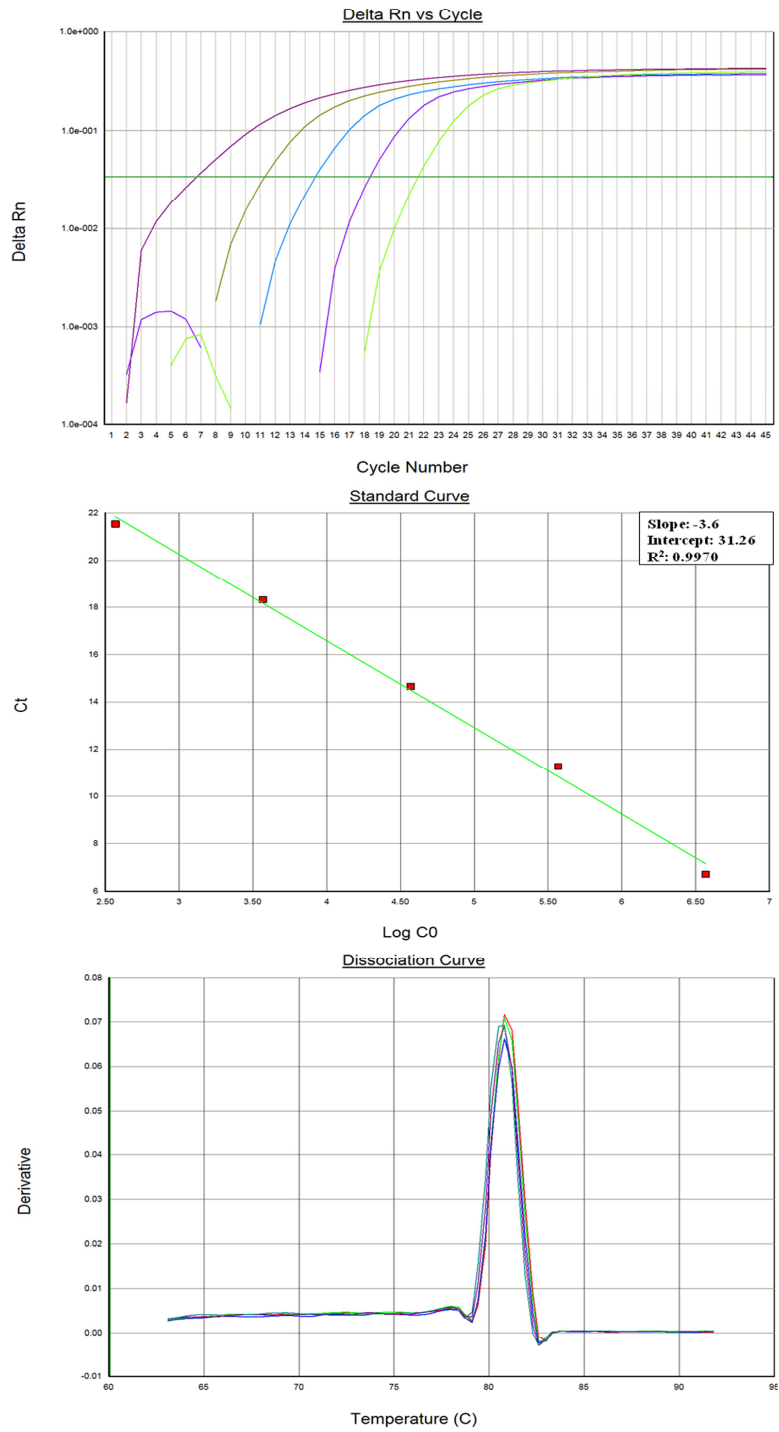 Delta Rn vs Cycle
1.0e+000
1.0e-001
1.0e-002
1.0e-003
1.0e-004
Delta Rn
1 2 3 4 5 6 7 8 9 10 11 12 13 14 15 16 17 18 19 20 21 22 23 24 25 26 27 28 29 30 31 32 33 34 35 36 37 38 39 40 41 42 43 44 45
Cycle Number
Standard Curve
Slope: -3.6
Intercept: 31.26
R²: 0.9970
22
20
18
16
14
12
10
8
6
Ct
2.50 3 3.50 4 4.50 5 5.50 6 6.50 7
Log C0
Dissociation Curve
0.08
0.07
0.06
0.05
0.04
0.03
0.02
0.01
0.00
-0.01
Derivative
60 65 70 75 80 85 90 95
Temperature (C)